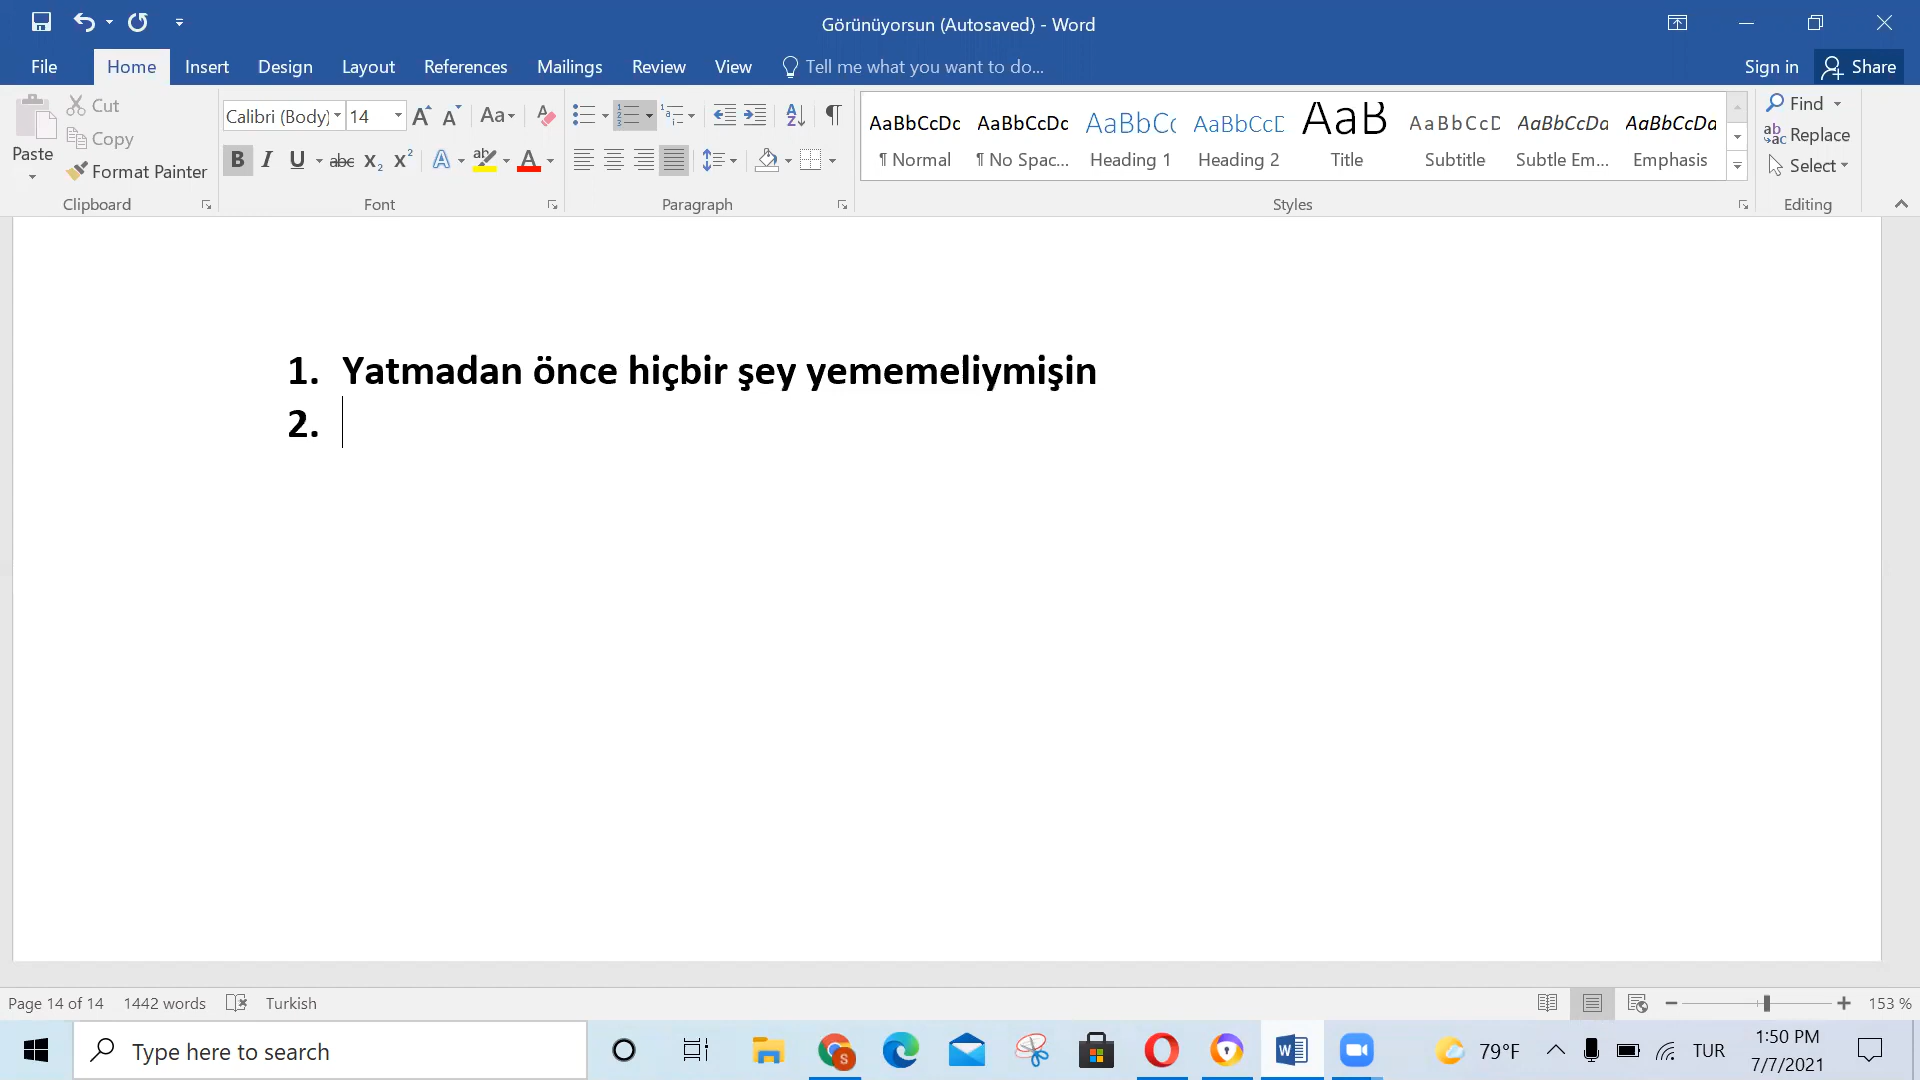 Görünüyorsun (Autosaved) - Word
File Home Insert Design Layout References Mailings Review View Tell me what you want to do... Sign in Share
Paste
Cut
Copy
Format Painter
Clipboard
Calibri (Body) 14
Font
Paragraph
AaBbCcDc AaBbCcDc AaBbCc AaBbCcD AaB AaBbCcD AaBbCcDa AaBbCcDa
¶ Normal ¶ No Spac... Heading 1 Heading 2 Title Subtitle Subtle Em... Emphasis
Styles
Find
Replace
Select
Editing
1. Yatmadan önce hiçbir şey yememeliymişin
2.
Page 14 of 14 1442 words Turkish 153 %
Type here to search
79°F TUR
1:50 PM
7/7/2021